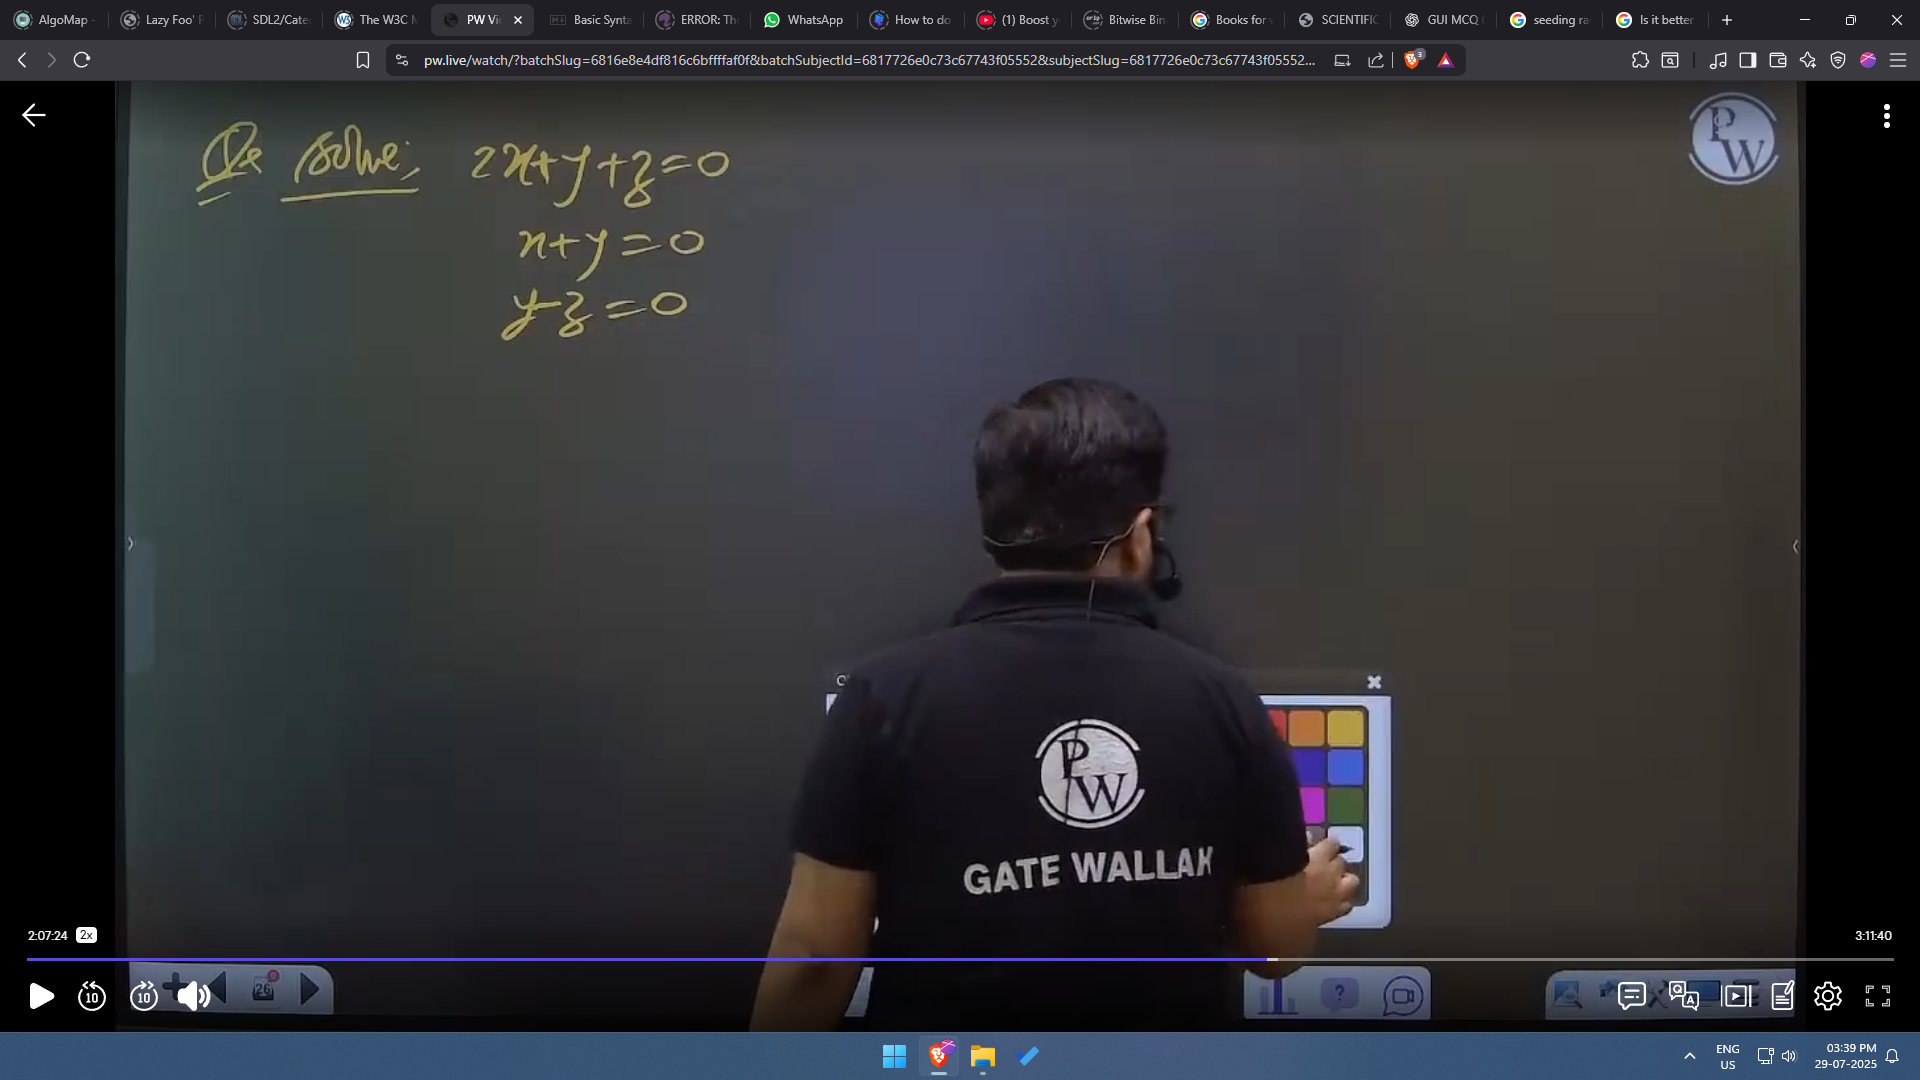 AlgoMap -
Lazy Foo' P
SDL2/Cate
The W3C M
PW Vi
Basic Synta
ERROR: Th
WhatsApp
How to do
(1) Boost y
Bitwise Bin
Books for
SCIENTIFIC
GUI MCQ
seeding ra
Is it better
pw.live/watch/?batchSlug=6816e8e4df816c6bffffaf0f&batchSubjectId=6817726e0c73c67743f05552&subjectSlug=6817726e0c73c67743f05552...
3
PW
Qs Solve; 2x+y+z=0
x+y=0
y-z=0
PW
GATE WALLAH
2:07:24 2x
3:11:40
26
10 10
ENG
US
03:39 PM
29-07-2025